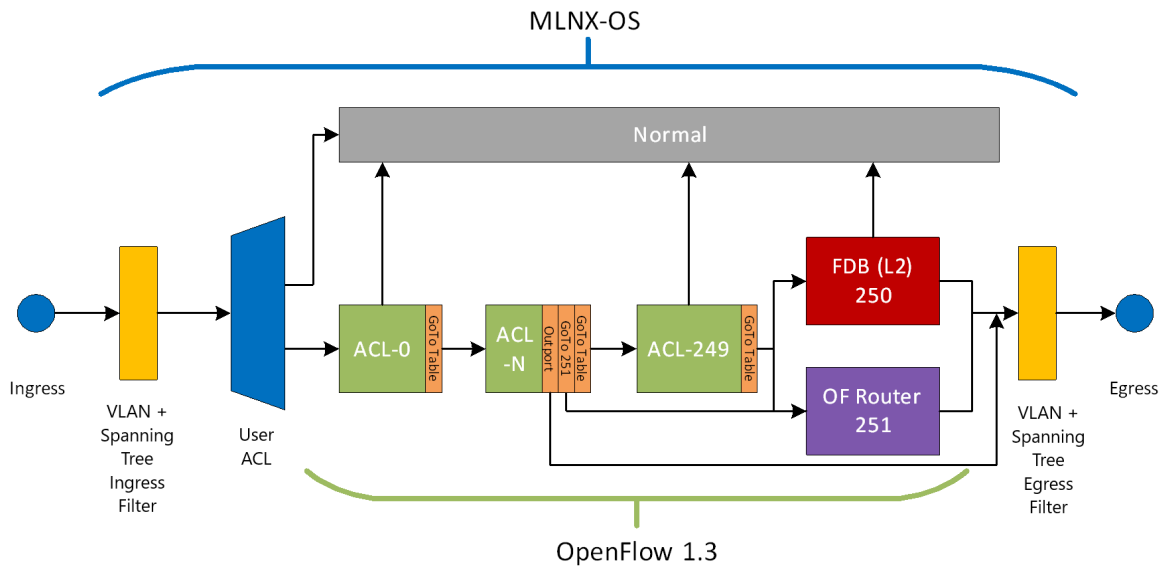 MLNX-OS
Normal
FDB (L2)
250
ACL-0
GoTo Table
ACL
-N
Out port
GoTo 251
GoTo Table
ACL-249
GoTo Table
OF Router
251
Ingress
VLAN +
Spanning
Tree
Ingress
Filter
User
ACL
VLAN +
Spanning
Tree
Egress
Filter
Egress
OpenFlow 1.3